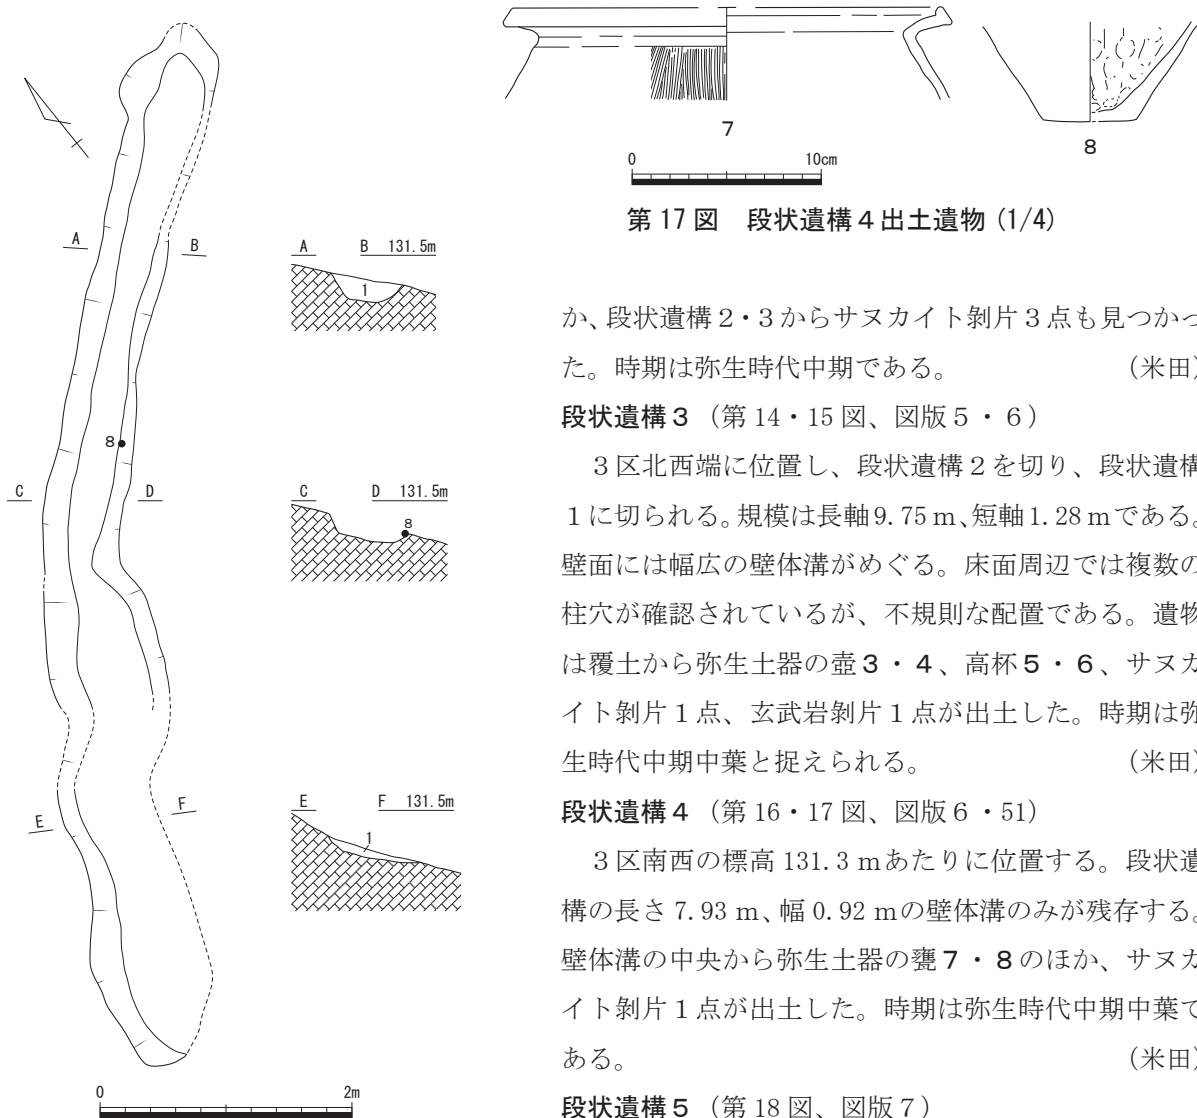 7
8
0 10cm
第 17 図　段状遺構４出土遺物 (1/4)
A
B
A B 131.5m
1
8
C
D
C D 131.5m
8
E
F
E F 131.5m
1
0 2m
か、段状遺構２・３からサヌカイト剝片３点も見つかっ
た。時期は弥生時代中期である。　（米田）
段状遺構３（第 14・15 図、図版５・６）
３区北西端に位置し、段状遺構２を切り、段状遺構
１に切られる。規模は長軸 9.75 ｍ、短軸 1.28 ｍである。
壁面には幅広の壁体溝がめぐる。床面周辺では複数の
柱穴が確認されているが、不規則な配置である。遺物
は覆土から弥生土器の壺３・４、高杯５・６、サヌカ
イト剝片１点、玄武岩剝片１点が出土した。時期は弥
生時代中期中葉と捉えられる。　（米田）
段状遺構４（第 16・17 図、図版６・51）
３区南西の標高 131.3 ｍあたりに位置する。段状遺
構の長さ 7.93 ｍ、幅 0.92 ｍの壁体溝のみが残存する。
壁体溝の中央から弥生土器の甕７・８のほか、サヌカ
イト剝片１点が出土した。時期は弥生時代中期中葉で
ある。　（米田）
段状遺構５（第 18 図、図版７）